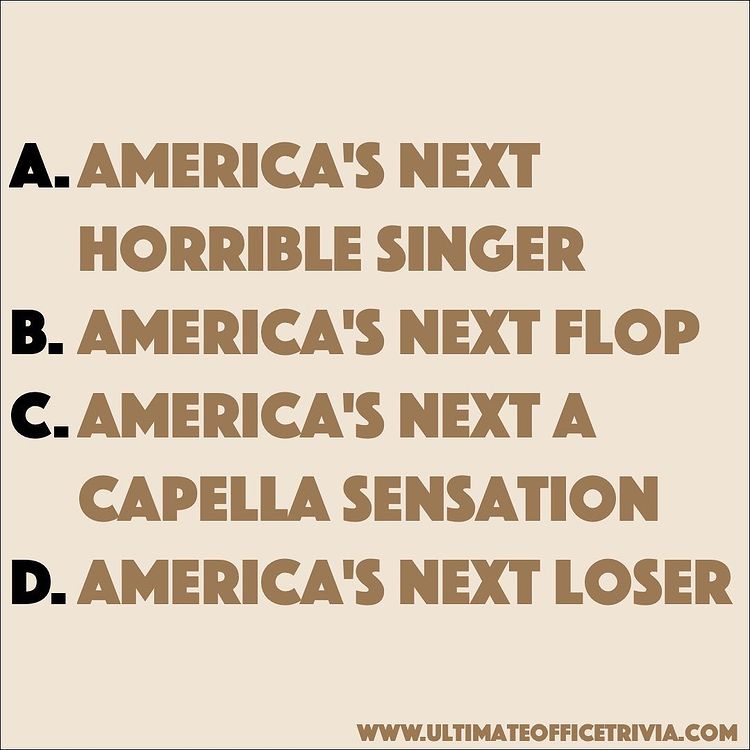 A. AMERICA'S NEXT
HORRIBLE SINGER
B. AMERICA'S NEXT FLOP
C. AMERICA'S NEXT A
CAPELLA SENSATION
D. AMERICA'S NEXT LOSER
WWW.ULTIMATEOFFICETRIVIA.COM